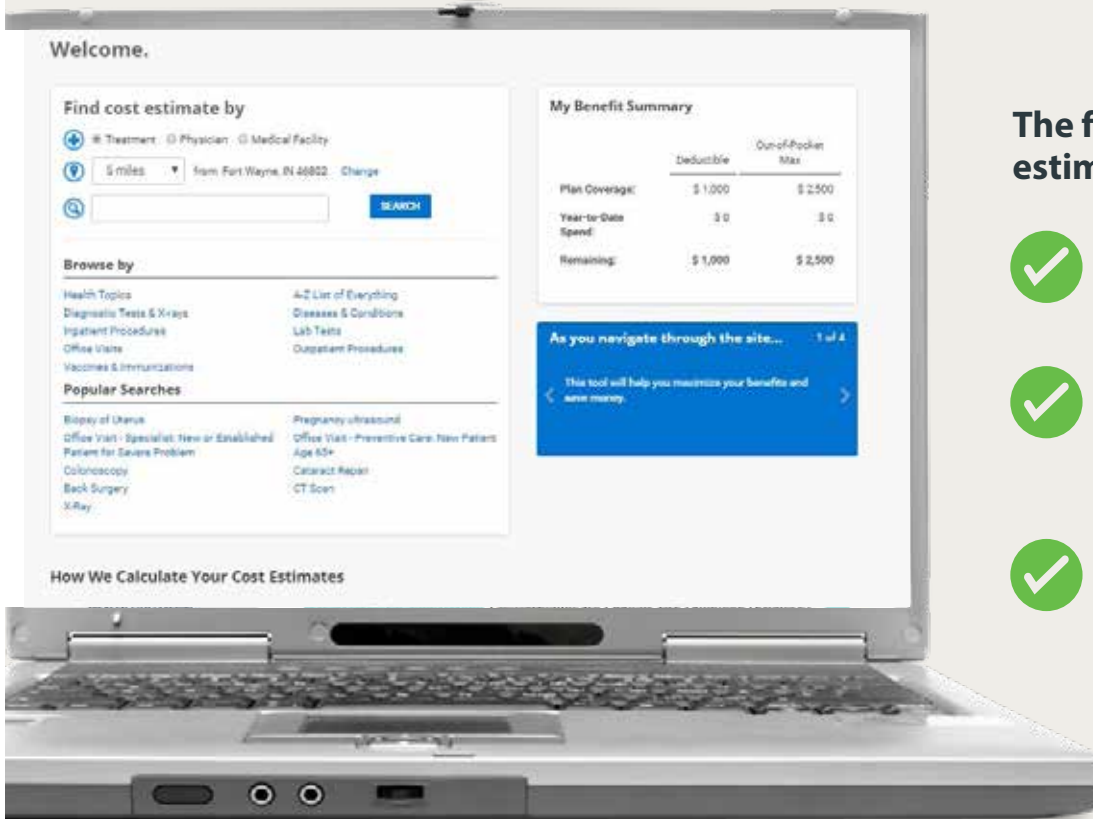 Welcome.
Find cost estimate by
Treatment Physician Medical Facility
5 miles from Fort Wayne, IN 46802 Change
SEARCH
Browse by
Health Topics
Diagnostic Tests & X-rays
Inpatient Procedures
Office Visits
Vaccines & Immunizations
A-Z List of Everything
Diseases & Conditions
Lab Tests
Outpatient Procedures
Popular Searches
Biopsy of Uterus
Office Visit - Specialist: New or Established
Patient for Severe Problem
Colonoscopy
Back Surgery
X-Ray
Pregnancy ultrasound
Office Visit - Preventive Care: New Patient
Age 65+
Cataract Repair
CT Scan
How We Calculate Your Cost Estimates
My Benefit Summary
Deductible
Out-of-Pocket
Max
Plan Coverage: $ 1,000 $ 2,500
Year-to-Date
Spend: $ 0 $ 0
Remaining: $ 1,000 $ 2,500
As you navigate through the site... 1 of 4
This tool will help you maximize your benefits and
save money.
The f
estim